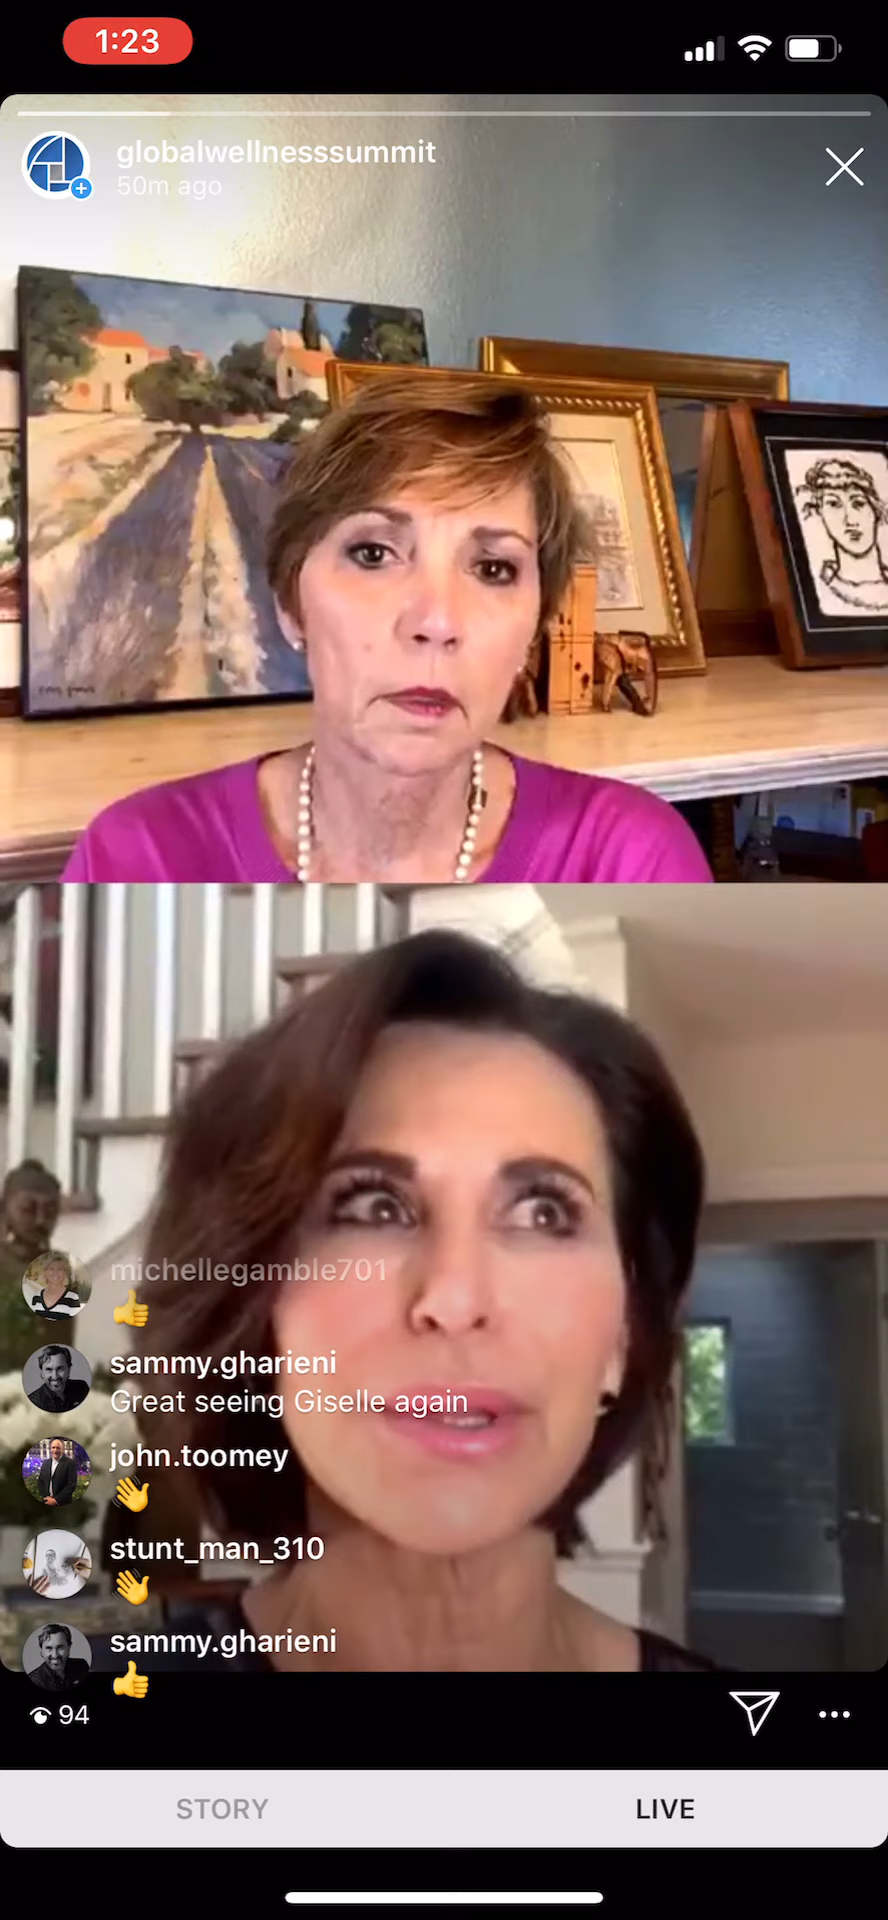 1:23
globalwellnesssummit
50m ago
michellegamble701
👍
sammy.gharieni
Great seeing Giselle again
john.toomey
👋
stunt_man_310
👋
sammy.gharieni
👍
94
STORY
LIVE